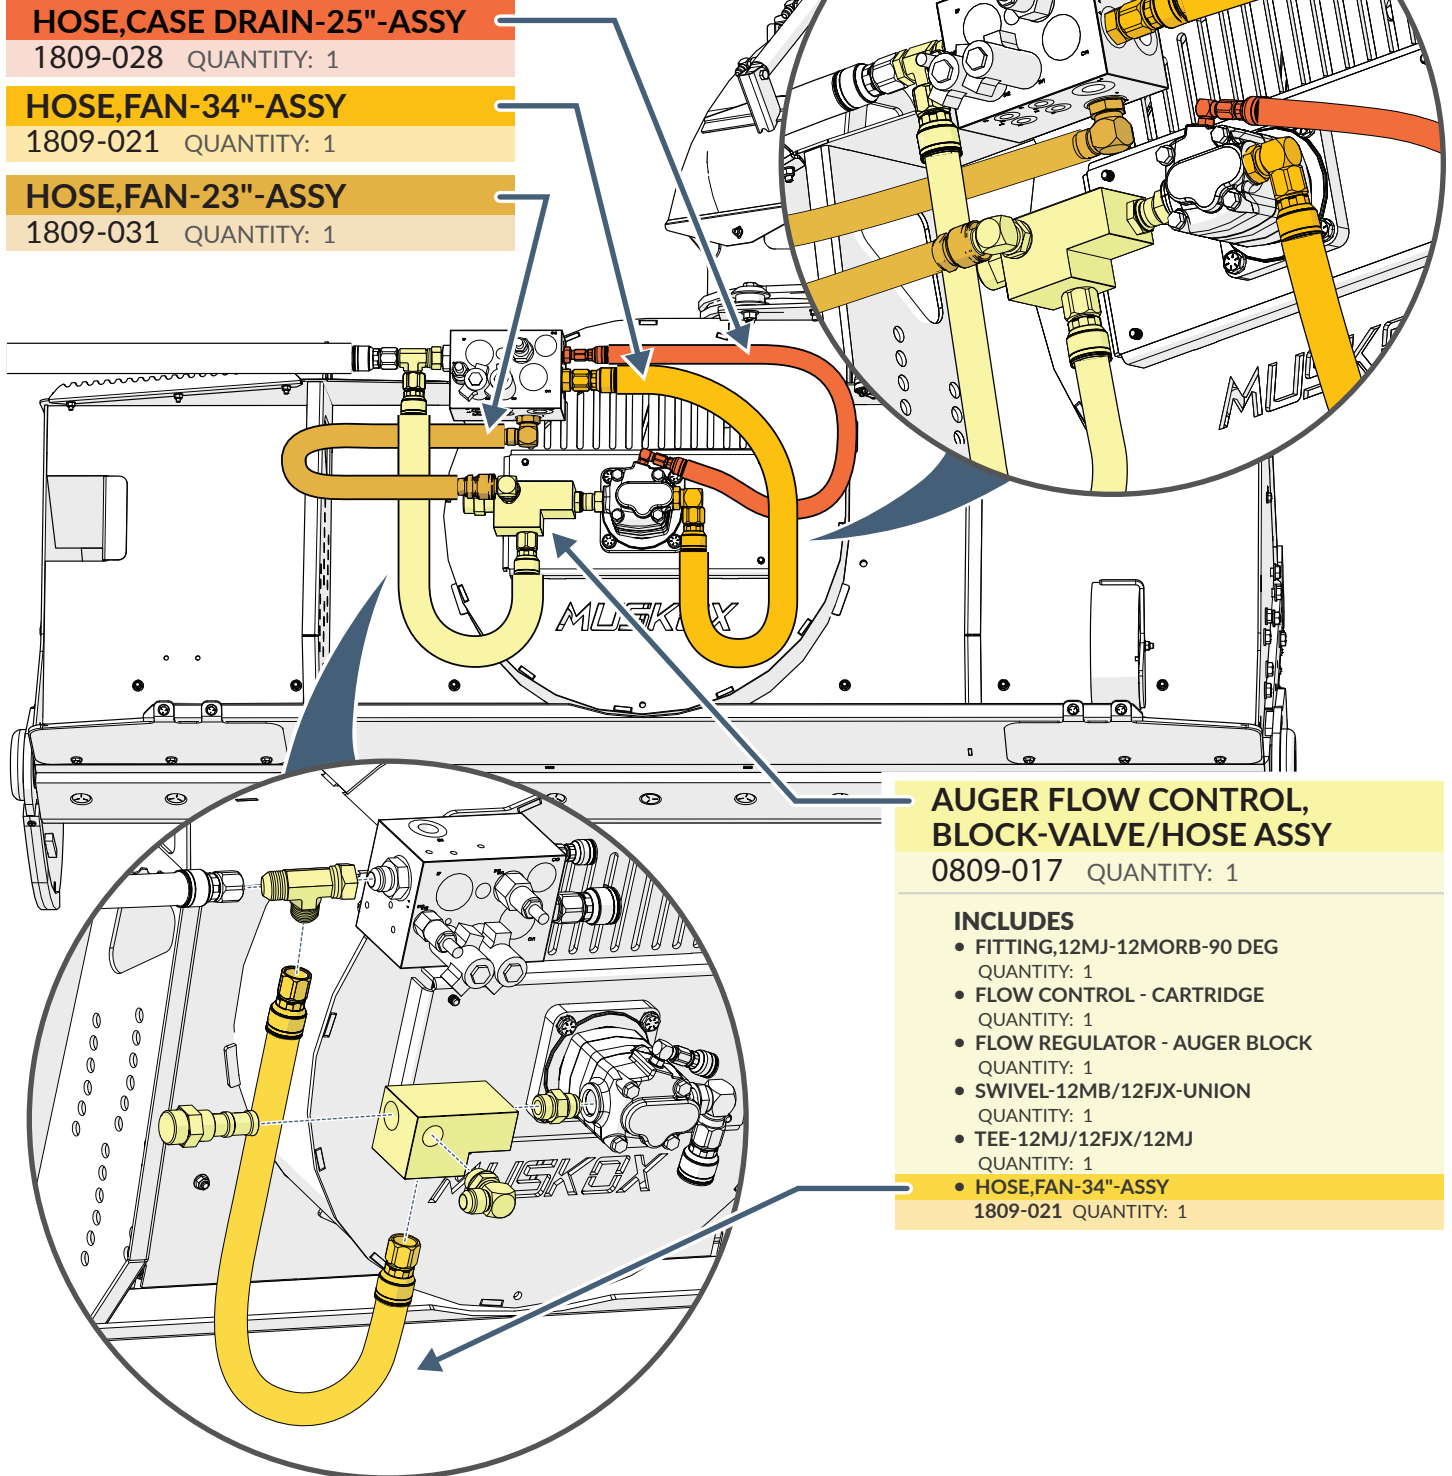 HOSE,CASE DRAIN-25"-ASSY
1809-028 QUANTITY: 1
HOSE,FAN-34"-ASSY
1809-021 QUANTITY: 1
HOSE,FAN-23"-ASSY
1809-031 QUANTITY: 1
MUSKOX
MUSKOX
AUGER FLOW CONTROL,
BLOCK-VALVE/HOSE ASSY
0809-017 QUANTITY: 1
INCLUDES
• FITTING,12MJ-12MORB-90 DEG
QUANTITY: 1
• FLOW CONTROL - CARTRIDGE
QUANTITY: 1
• FLOW REGULATOR - AUGER BLOCK
QUANTITY: 1
• SWIVEL-12MB/12FJX-UNION
QUANTITY: 1
• TEE-12MJ/12FJX/12MJ
QUANTITY: 1
• HOSE,FAN-34"-ASSY
1809-021 QUANTITY: 1
MUSKOX